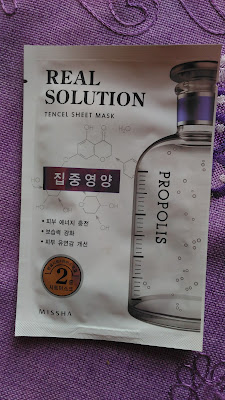 REAL
SOLUTION
TENCEL SHEET MASK
집중영양
• 피부 에너지 충전
• 보습력 강화
• 피부 유연감 개선
PROPOLIS
2
MISSHA